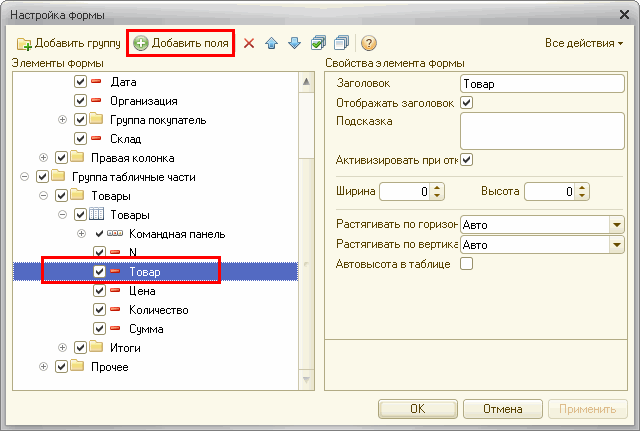 Настройка формы
Добавить группу Добавить поля Все действия
Элементы формы
Дата
Организация
Группа покупатель
Склад
Правая колонка
Группа табличные части
Товары
Товары
Командная панель
N
Товар
Цена
Количество
Сумма
Итоги
Прочее
Свойства элемента формы
Заголовок Товар
Отображать заголовок
Подсказка
Активизировать при отк
Ширина 0 Высота 0
Растягивать по горизон Авто
Растягивать по вертика Авто
Автовысота в таблице
OK Отмена Применить